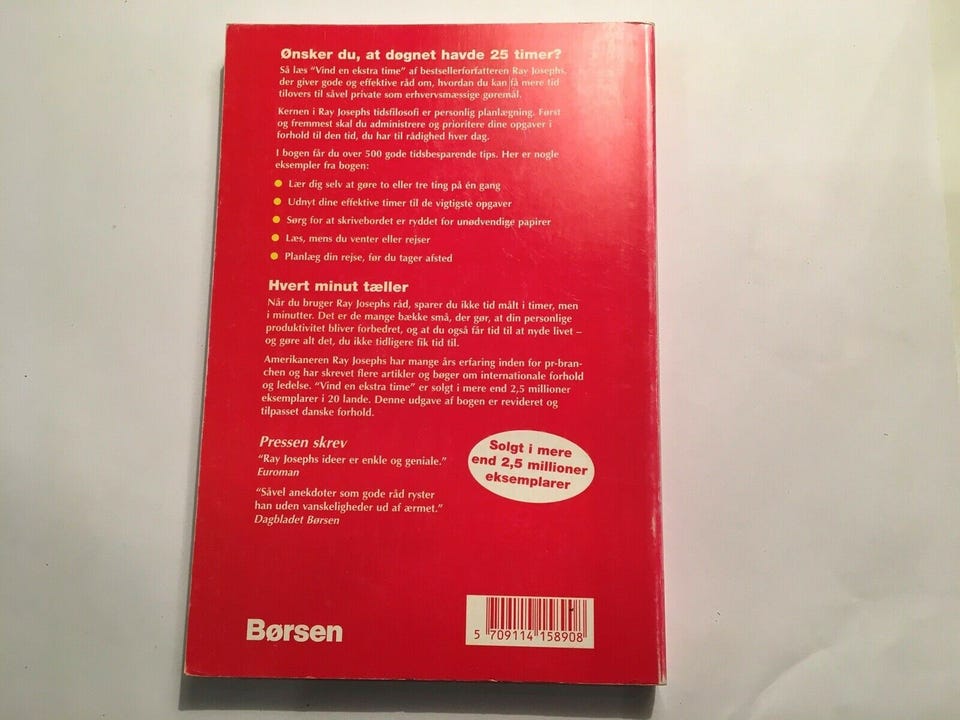 Ønsker du, at døgnet havde 25 timer?
Så læs "Vind en ekstra time" af bestsellerforfatteren Ray Josephs,
der giver gode og effektive råd om, hvordan du kan få mere tid
tilovers til såvel private som erhvervsmæssige gøremål.
Kernen i Ray Josephs tidsfilosofi er personlig planlægning. Først
og fremmest skal du administrere og prioritere dine opgaver i
forhold til den tid, du har til rådighed hver dag.
I bogen får du over 500 gode tidsbesparende tips. Her er nogle
eksempler fra bogen:
Lær dig selv at gøre to eller tre ting på én gang
Udnyt dine effektive timer til de vigtigste opgaver
Sørg for at skrivebordet er ryddet for unødvendige papirer
Læs, mens du venter eller rejser
Planlæg din rejse, før du tager afsted
Hvert minut tæller
Når du bruger Ray Josephs råd, sparer du ikke tid målt i timer, men
i minutter. Det er de mange bække små, der gør, at din personlige
produktivitet bliver forbedret, og at du også får tid til at nyde livet –
og gøre alt det, du ikke tidligere fik tid til.
Amerikaneren Ray Josephs har mange års erfaring inden for pr-bran-
chen og har skrevet flere artikler og bøger om internationale forhold
og ledelse. "Vind en ekstra time" er solgt i mere end 2,5 millioner
eksemplarer i 20 lande. Denne udgave af bogen er revideret og
tilpasset danske forhold.
Pressen skrev
"Ray Josephs ideer er enkle og geniale."
Euroman
"Såvel anekdoter som gode råd ryster
han uden vanskeligheder ud af ærmet."
Dagbladet Børsen
Solgt i mere
end 2,5 millioner
eksemplarer
Børsen
5 709114 158908